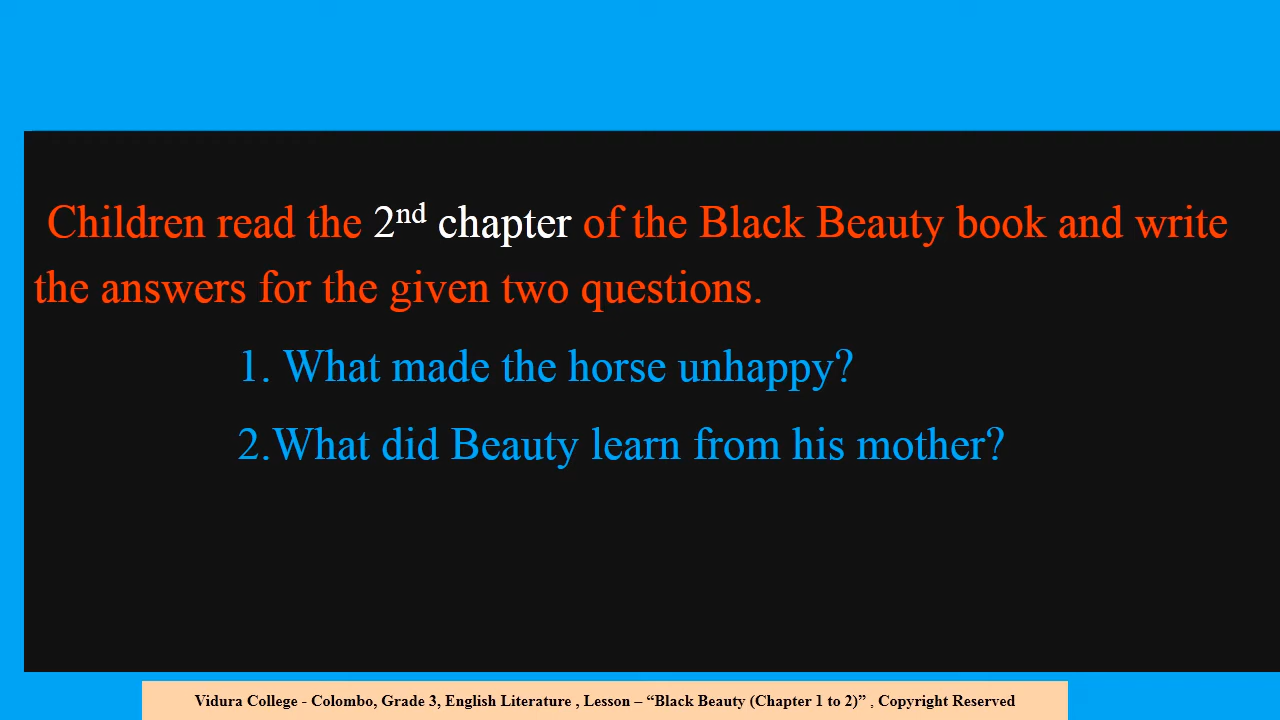 Children read the 2nd chapter of the Black Beauty book and write
the answers for the given two questions.
1. What made the horse unhappy?
2.What did Beauty learn from his mother?
Vidura College - Colombo, Grade 3, English Literature , Lesson – “Black Beauty (Chapter 1 to 2)” , Copyright Reserved